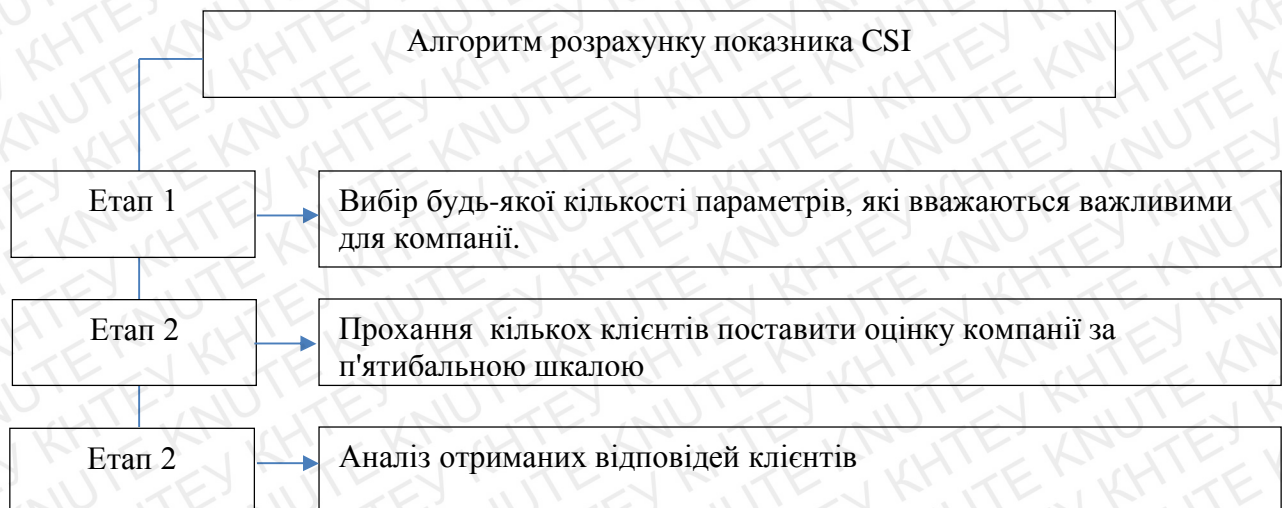 Алгоритм розрахунку показника CSI
Етап 1
Вибір будь-якої кількості параметрів, які вважаються важливими
для компанії.
Етап 2
Прохання кількох клієнтів поставити оцінку компанії за
п'ятибальною шкалою
Етап 2
Аналіз отриманих відповідей клієнтів